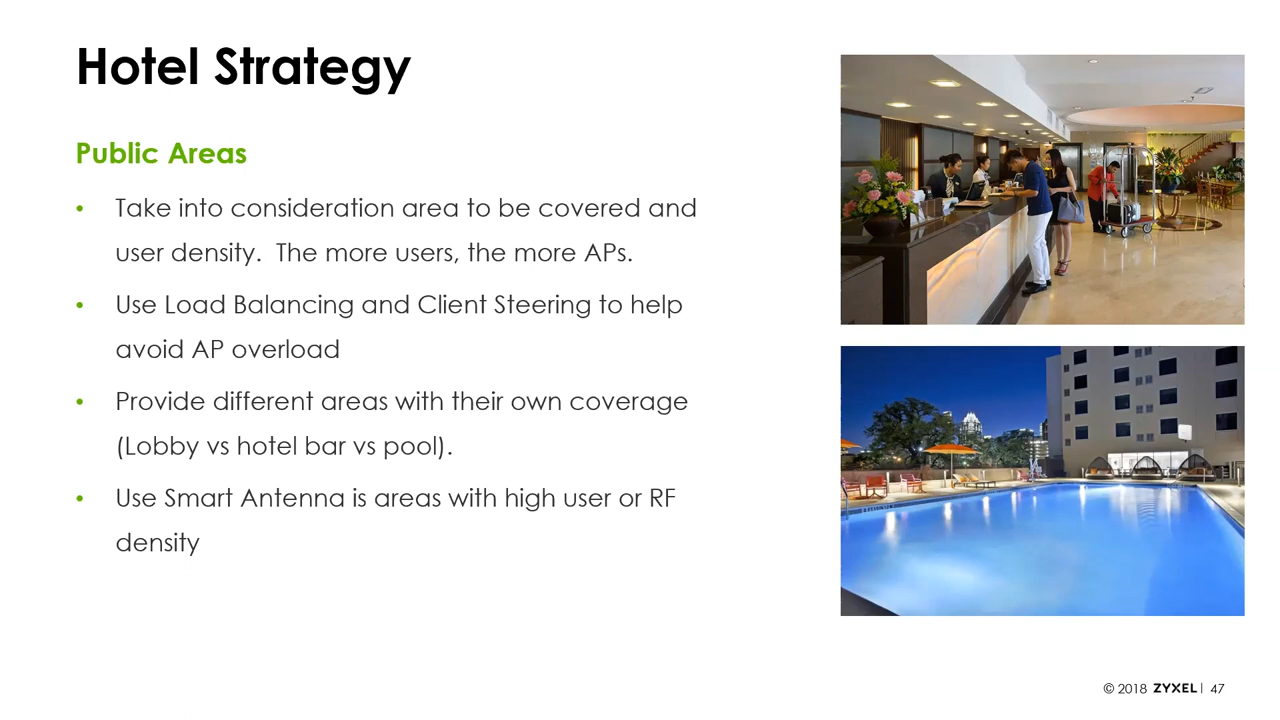 Hotel Strategy
Public Areas
• Take into consideration area to be covered and
user density.  The more users, the more APs.
• Use Load Balancing and Client Steering to help
avoid AP overload
• Provide different areas with their own coverage
(Lobby vs hotel bar vs pool).
• Use Smart Antenna is areas with high user or RF
density
© 2018 ZYXEL | 47